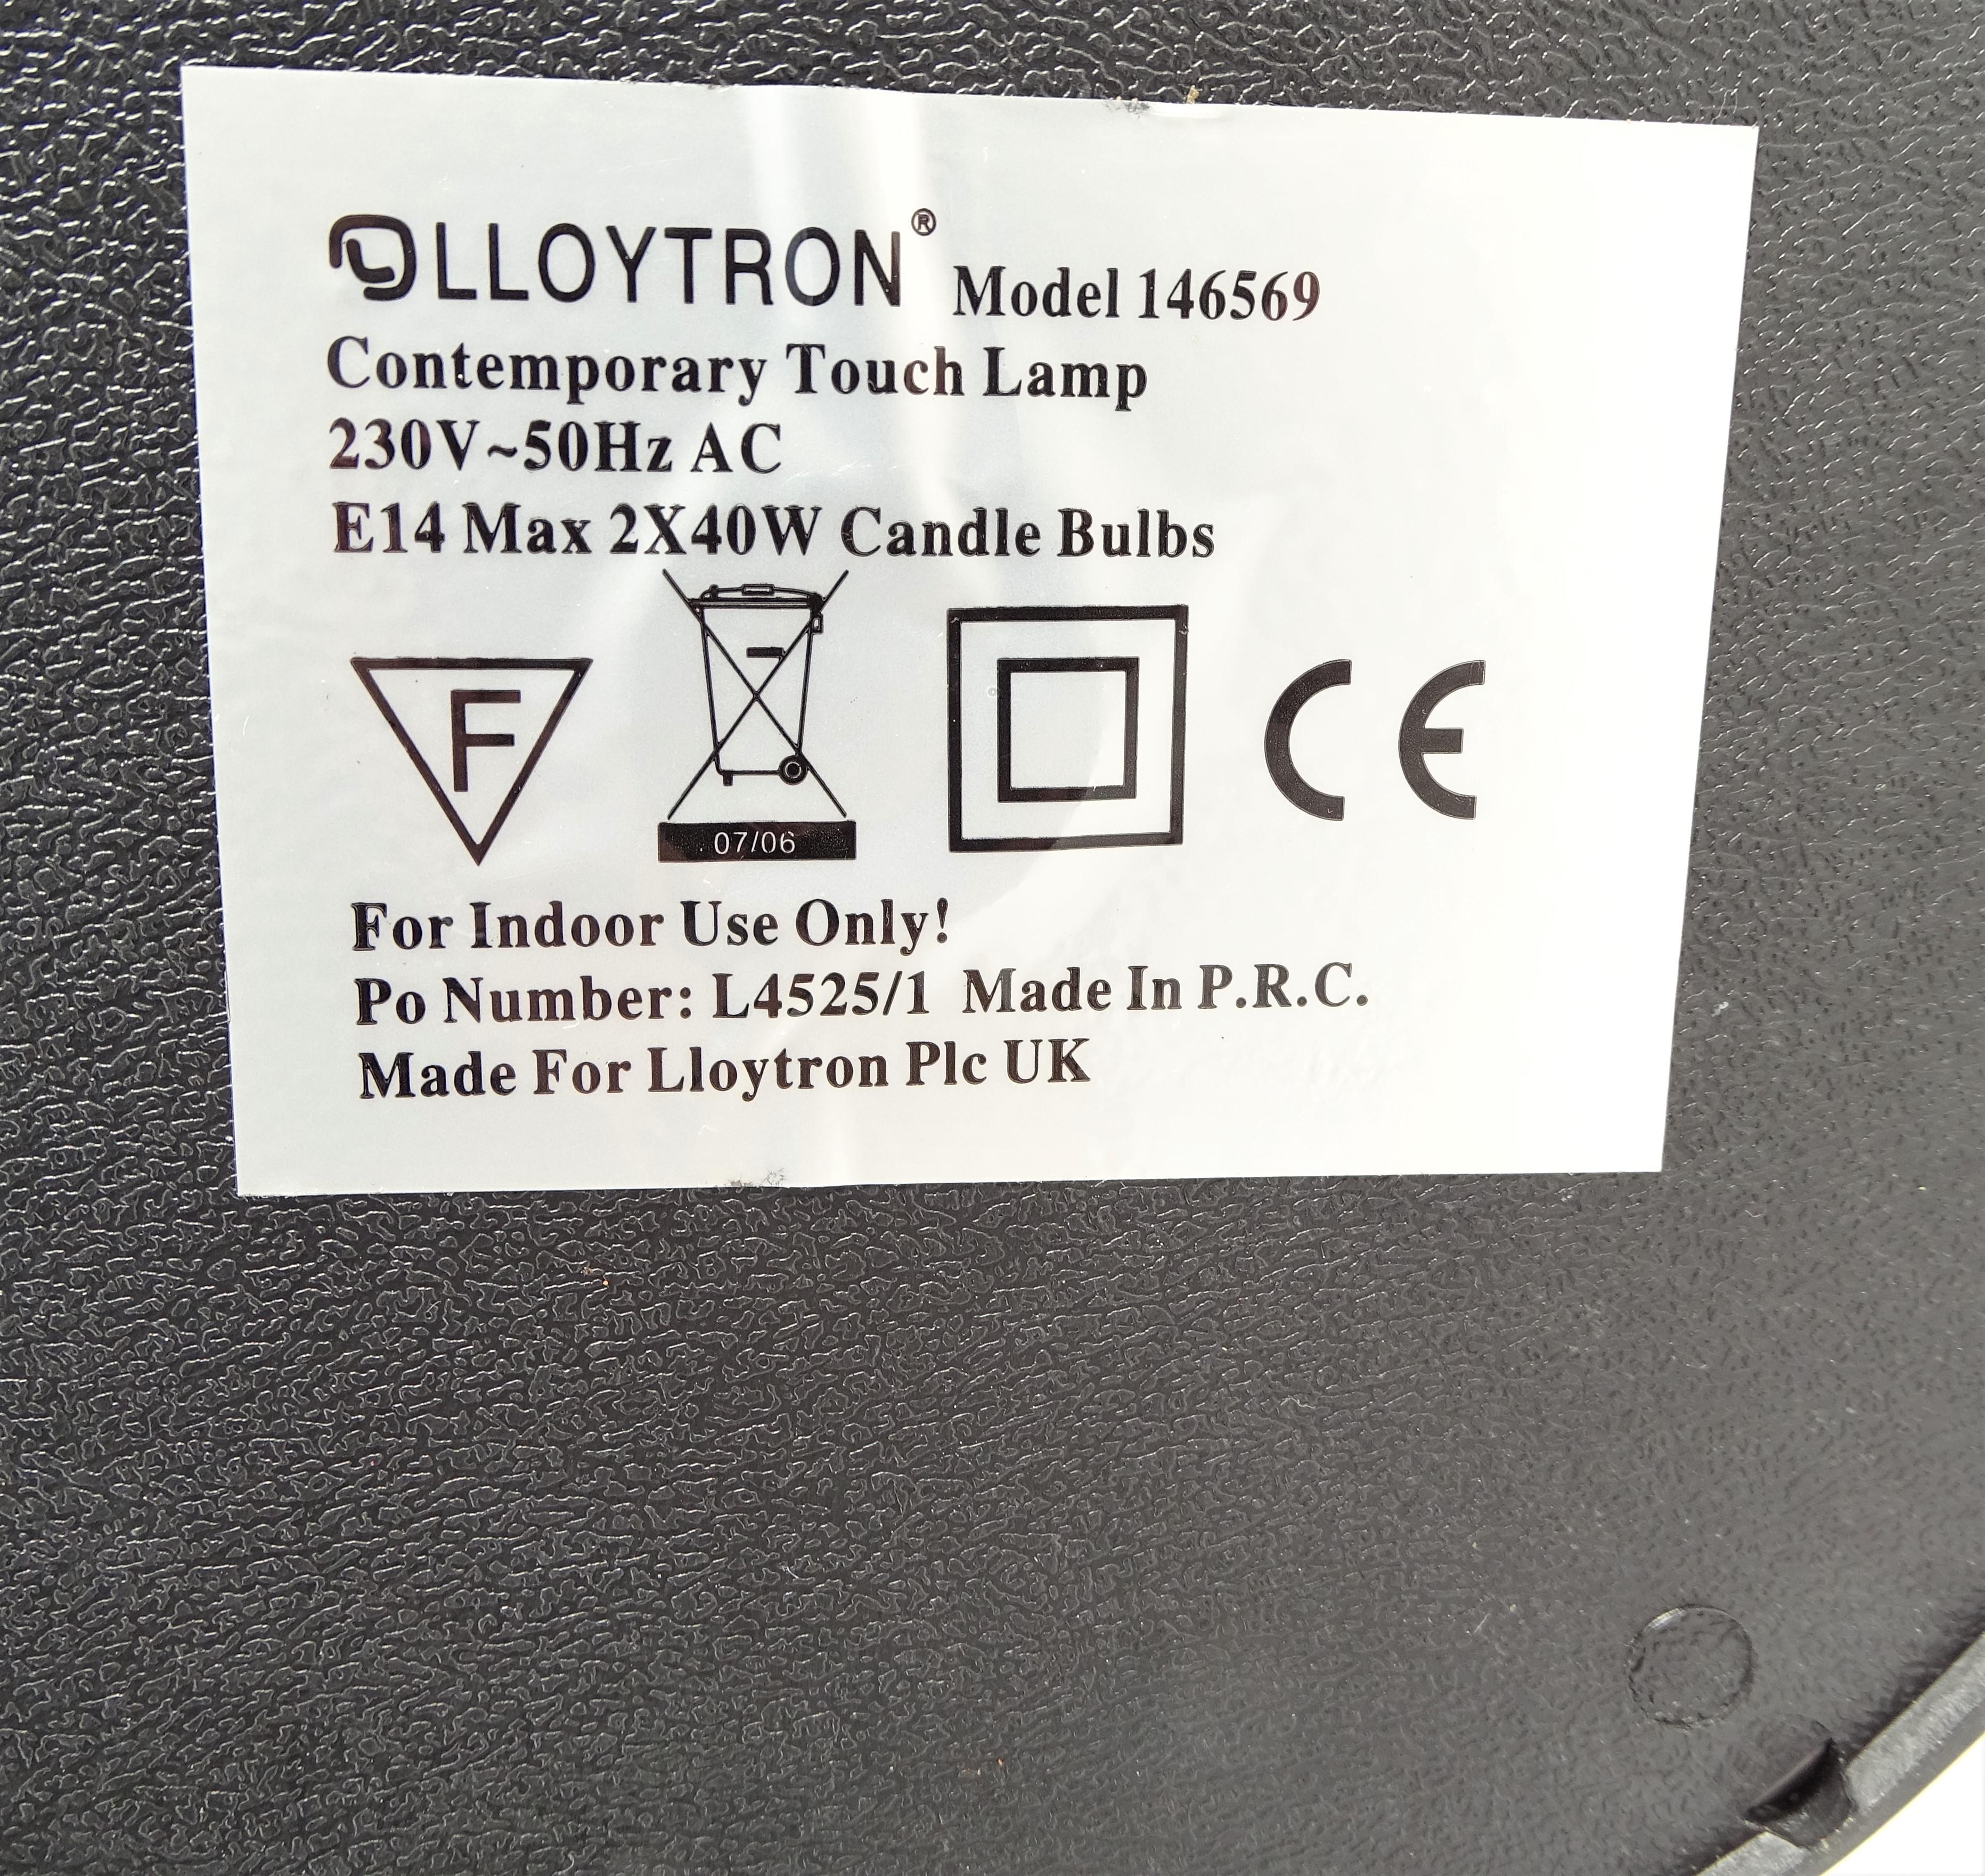 LLOYTRON® Model 146569
Contemporary Touch Lamp
230V~50Hz AC
E14 Max 2X40W Candle Bulbs
F
07/06
CE
For Indoor Use Only!
Po Number: L4525/1 Made In P.R.C.
Made For Lloytron Plc UK